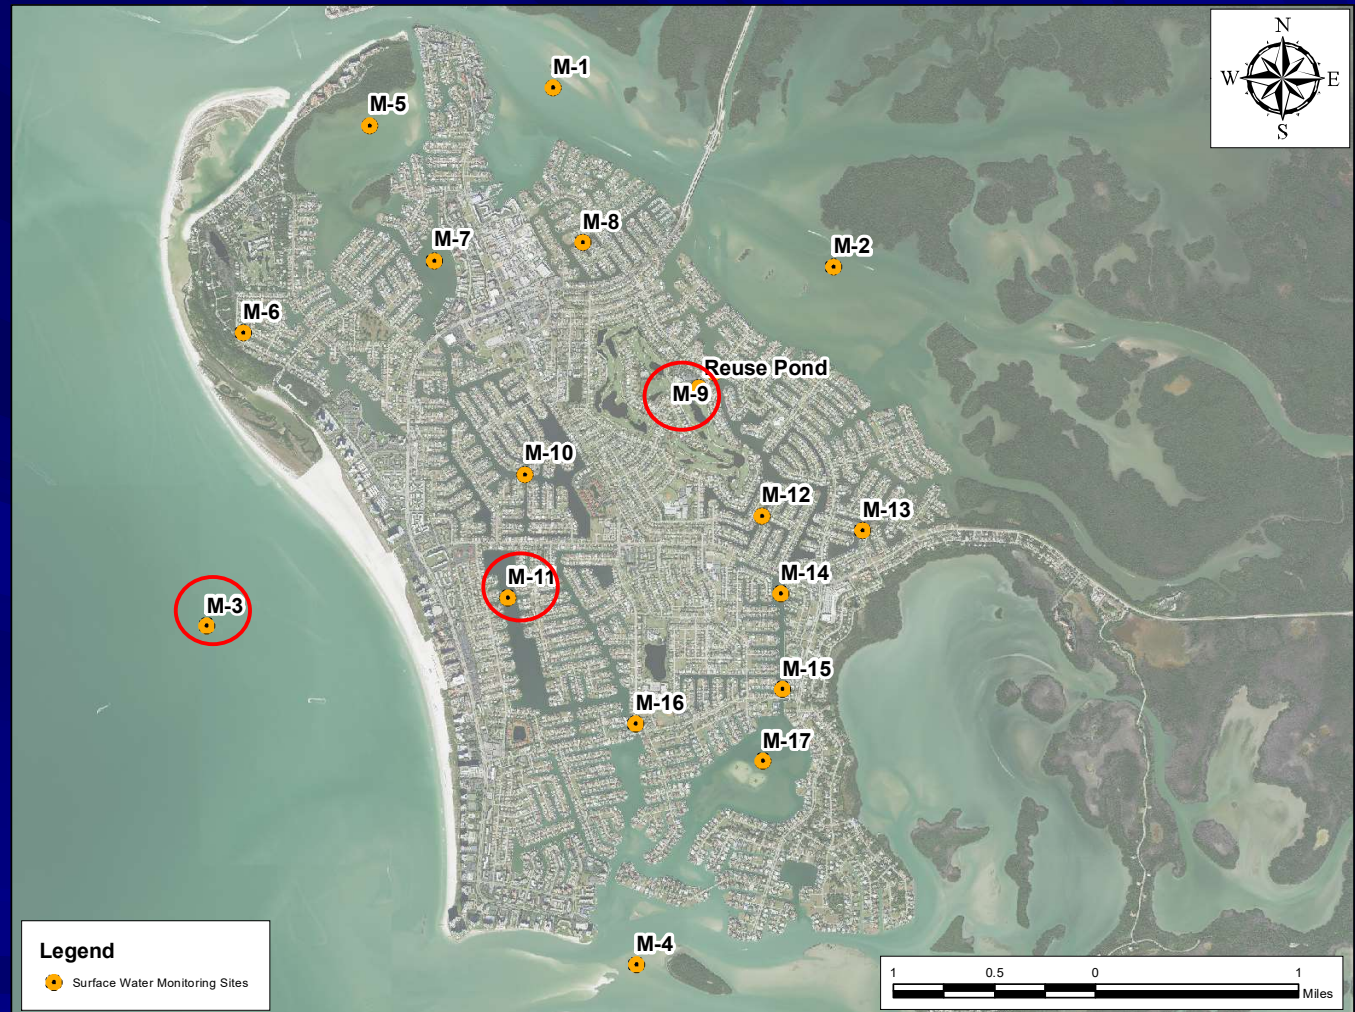 N
W E
S
M-1
M-5
M-8
M-7
M-2
M-6
Reuse Pond
M-9
M-10
M-12
M-13
M-11
M-14
M-3
M-15
M-16
M-17
M-4
Legend
Surface Water Monitoring Sites
1 0.5 0 1
Miles